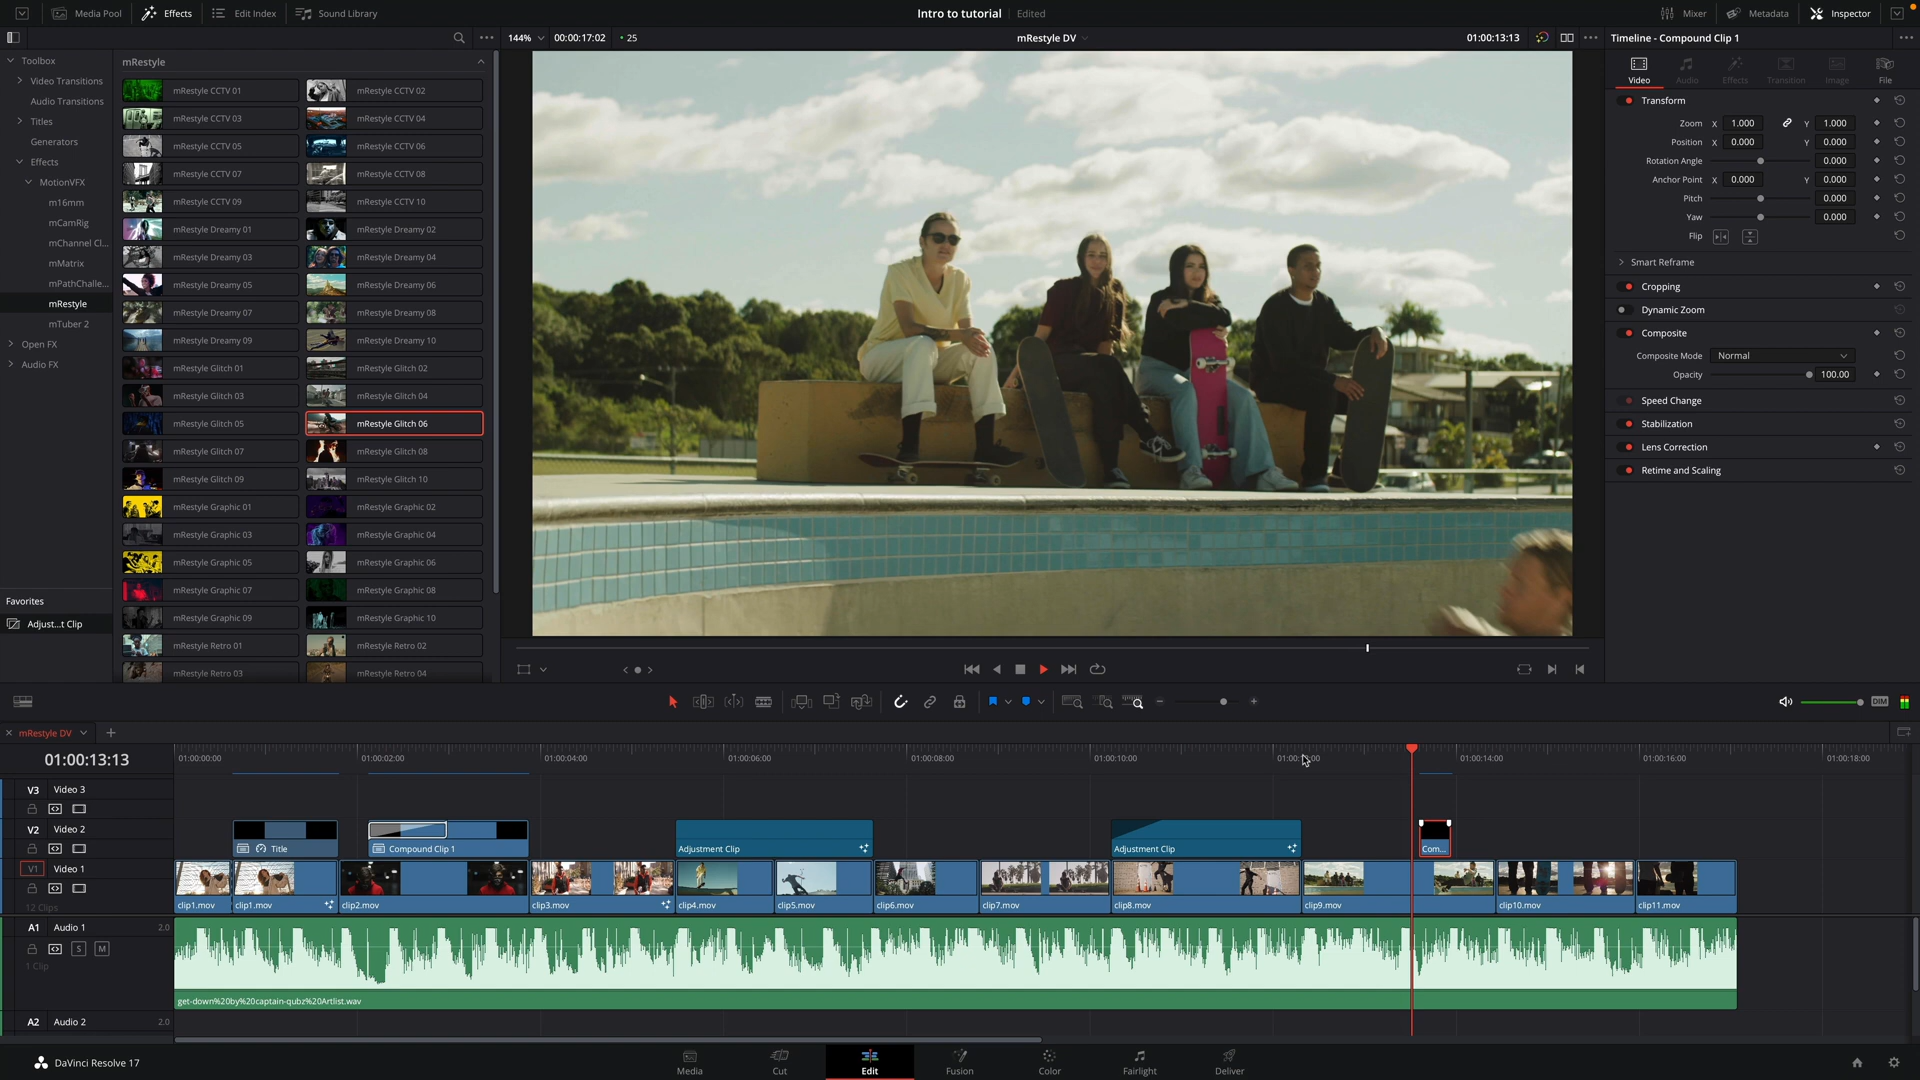 Media Pool
Effects
Edit Index
Sound Library
Intro to tutorial
Edited
Mixer
Metadata
Inspector
144%
00:00:17:02
25
mRestyle DV
01:00:13:13
Timeline - Compound Clip 1
Toolbox
Video Transitions
Audio Transitions
Titles
Generators
Effects
MotionVFX
m16mm
mCamRig
mChannel Cl...
mMatrix
mPathChalle...
mRestyle
mTuber 2
Open FX
Audio FX
Favorites
Adjust...t Clip
mRestyle
mRestyle CCTV 01
mRestyle CCTV 02
mRestyle CCTV 03
mRestyle CCTV 04
mRestyle CCTV 05
mRestyle CCTV 06
mRestyle CCTV 07
mRestyle CCTV 08
mRestyle CCTV 09
mRestyle CCTV 10
mRestyle Dreamy 01
mRestyle Dreamy 02
mRestyle Dreamy 03
mRestyle Dreamy 04
mRestyle Dreamy 05
mRestyle Dreamy 06
mRestyle Dreamy 07
mRestyle Dreamy 08
mRestyle Dreamy 09
mRestyle Dreamy 10
mRestyle Glitch 01
mRestyle Glitch 02
mRestyle Glitch 03
mRestyle Glitch 04
mRestyle Glitch 05
mRestyle Glitch 06
mRestyle Glitch 07
mRestyle Glitch 08
mRestyle Glitch 09
mRestyle Glitch 10
mRestyle Graphic 01
mRestyle Graphic 02
mRestyle Graphic 03
mRestyle Graphic 04
mRestyle Graphic 05
mRestyle Graphic 06
mRestyle Graphic 07
mRestyle Graphic 08
mRestyle Graphic 09
mRestyle Graphic 10
mRestyle Retro 01
mRestyle Retro 02
mRestyle Retro 03
mRestyle Retro 04
Video
Audio
Effects
Transition
Image
File
Transform
Zoom X 1.000 Y 1.000
Position X 0.000 Y 0.000
Rotation Angle 0.000
Anchor Point X 0.000 Y 0.000
Pitch 0.000
Yaw 0.000
Flip
Smart Reframe
Cropping
Dynamic Zoom
Composite
Composite Mode Normal
Opacity 100.00
Speed Change
Stabilization
Lens Correction
Retime and Scaling
DIM
mRestyle DV
01:00:13:13
01:00:00:00
01:00:02:00
01:00:04:00
01:00:06:00
01:00:08:00
01:00:10:00
01:00:14:00
01:00:16:00
01:00:18:00
V3 Video 3
V2 Video 2
Title
Compound Clip 1
Adjustment Clip
Adjustment Clip
Com...
V1 Video 1
12 Clips
clip1.mov
clip1.mov
clip2.mov
clip3.mov
clip4.mov
clip5.mov
clip6.mov
clip7.mov
clip8.mov
clip9.mov
clip10.mov
clip11.mov
A1 Audio 1 2.0
S M
1 Clip
get-down%20by%20captain-qubz%20Artlist.wav
A2 Audio 2 2.0
DaVinci Resolve 17
Media
Cut
Edit
Fusion
Color
Fairlight
Deliver